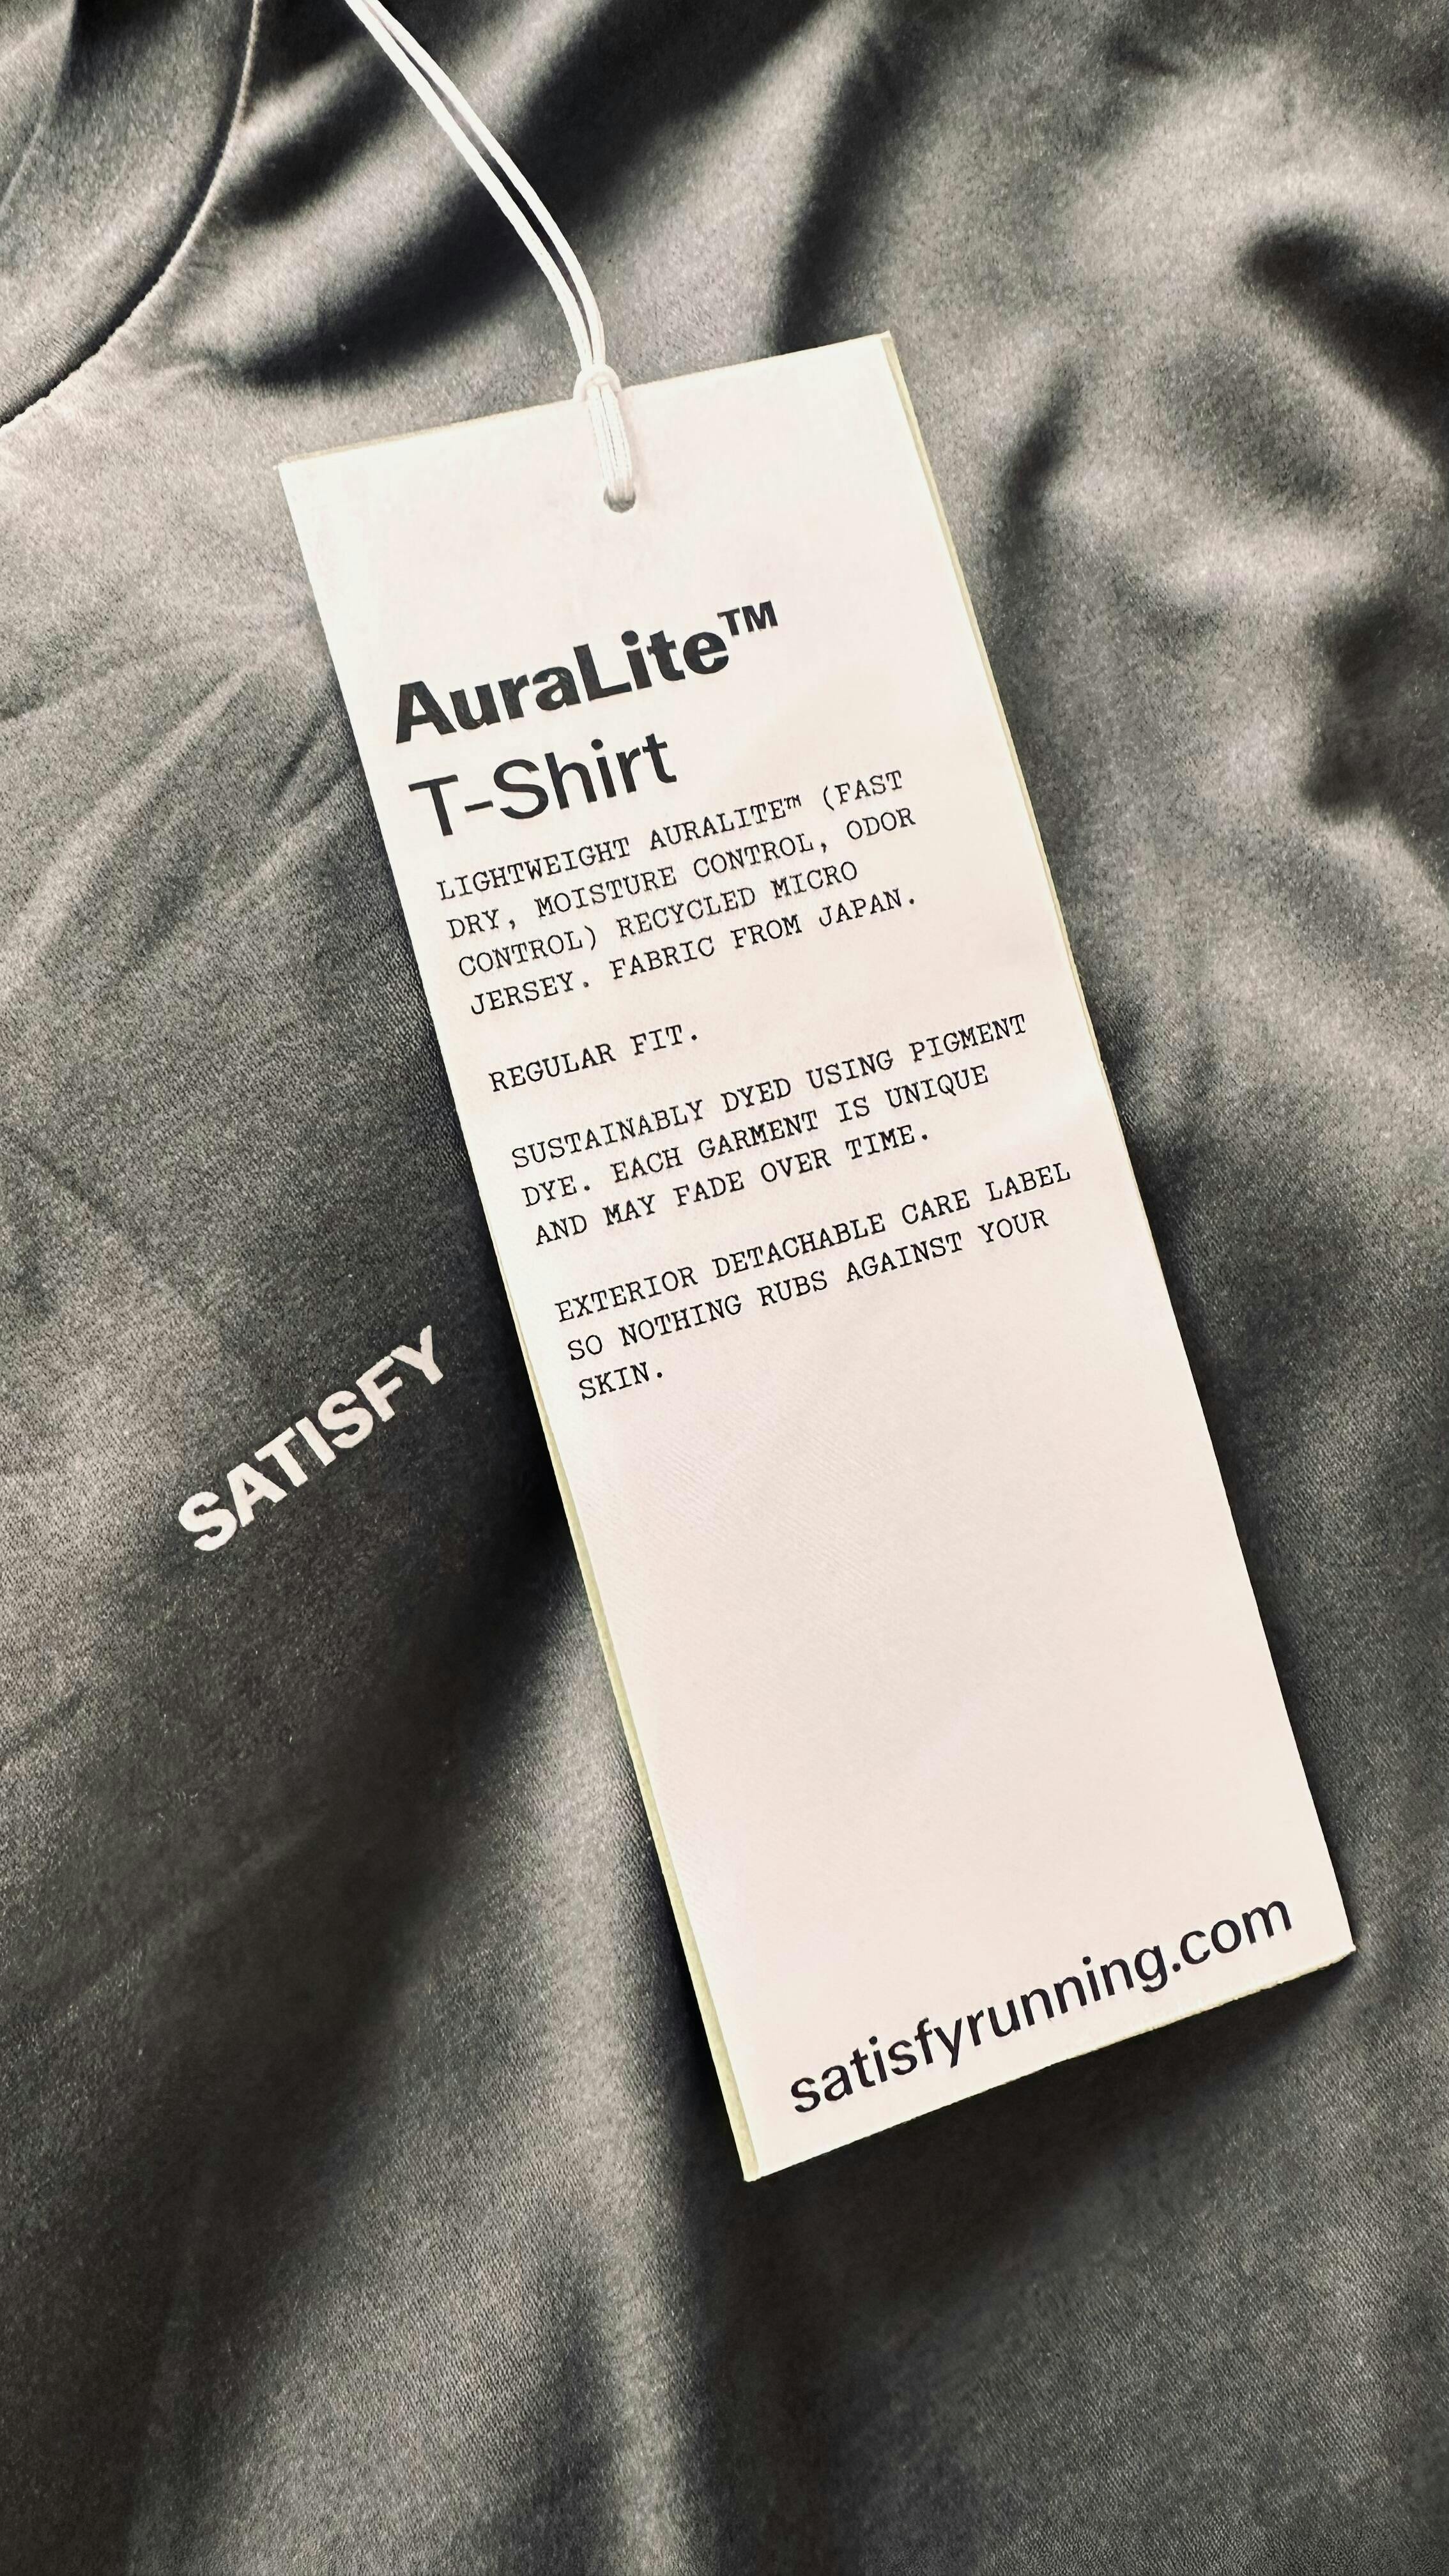 AuraLite™
T-Shirt
LIGHTWEIGHT AURALITE™ (FAST
DRY, MOISTURE CONTROL, ODOR
CONTROL) RECYCLED MICRO
JERSEY. FABRIC FROM JAPAN.
REGULAR FIT.
SUSTAINABLY DYED USING PIGMENT
DYE. EACH GARMENT IS UNIQUE
AND MAY FADE OVER TIME.
EXTERIOR DETACHABLE CARE LABEL
SO NOTHING RUBS AGAINST YOUR
SKIN.
SATISFY
satisfyrunning.com